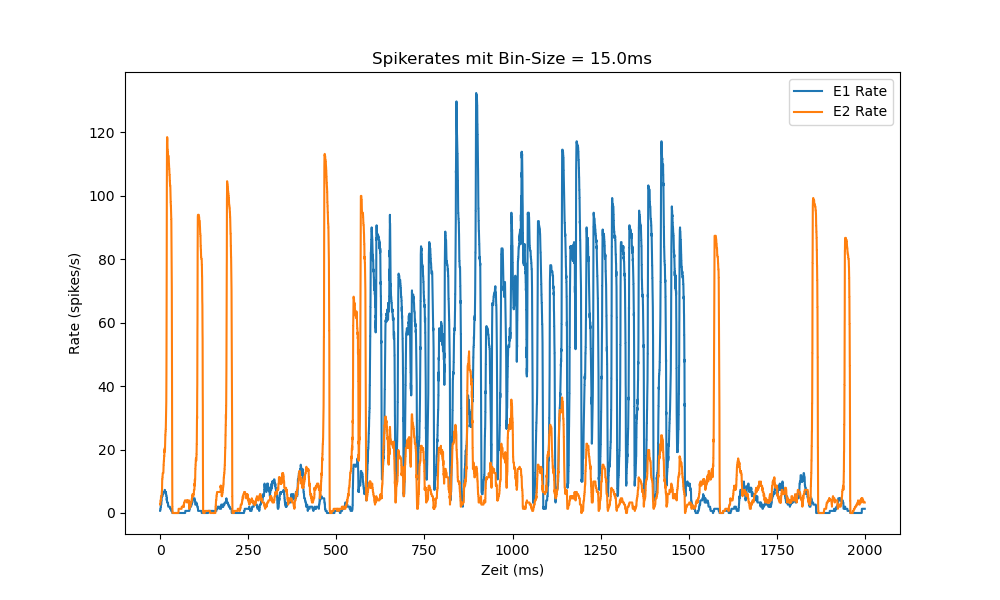 Spikerates mit Bin-Size = 15.0ms
E1 Rate
E2 Rate
120
100
80
60
40
20
0
Rate (spikes/s)
0 250 500 750 1000 1250 1500 1750 2000
Zeit (ms)